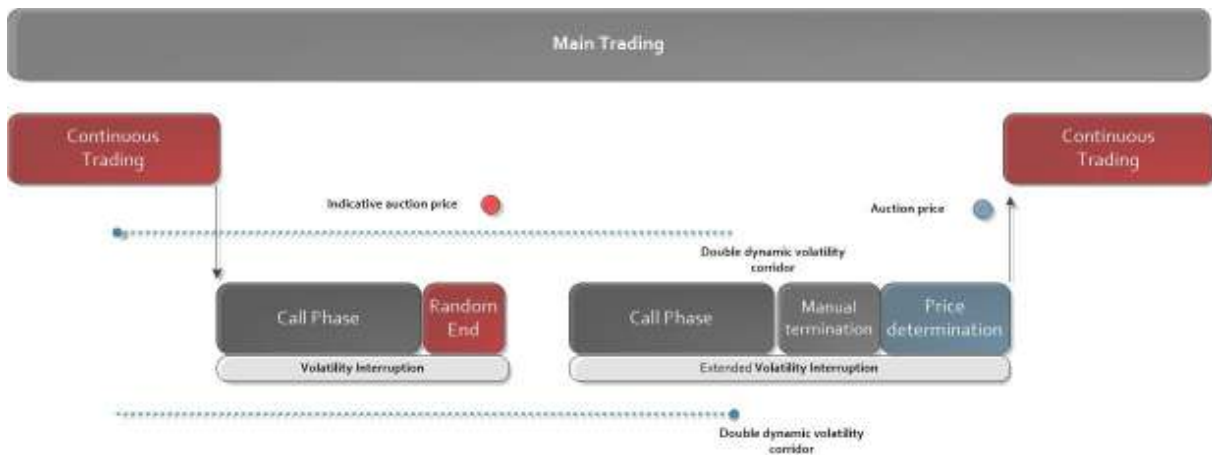 Main Trading
Continuous
Trading
Continuous
Trading
Indicative auction price
Auction price
Double dynamic volatility
corridor
Call Phase
Random
End
Call Phase
Manual
termination
Price
determination
Volatility Interruption
Extended Volatility Interruption
Double dynamic volatility
corridor